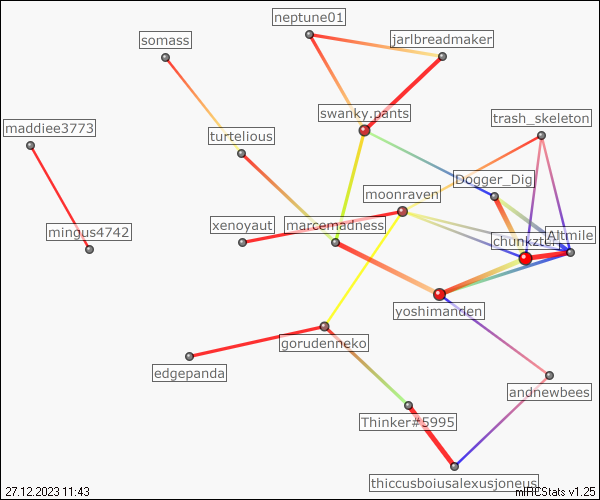 neptune01
somass
jarlbreadmaker
swanky.pants
trash_skeleton
maddiee3773
turtelious
Dogger_Dig
moonraven
xenoyaut
marcemadness
mingus4742
Altmile
yoshimanden
gorudenneko
edgepanda
andnewbees
Thinker#5995
thiccusboiusalexusjoneus
27.12.2023 11:43
mIRCStats v1.25